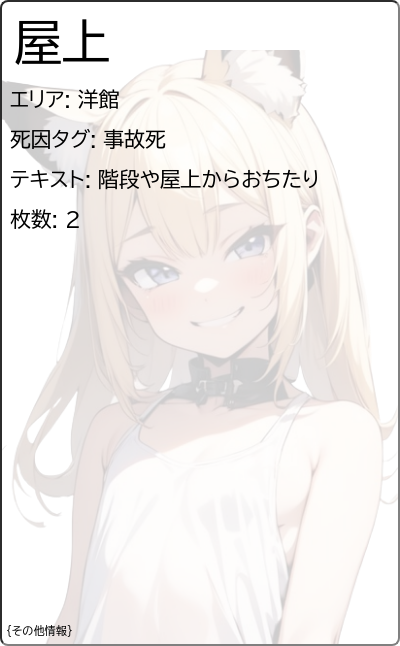 屋上
エリア: 洋館
死因タグ: 事故死
テキスト: 階段や屋上からおちたり
枚数: 2
{その他情報}